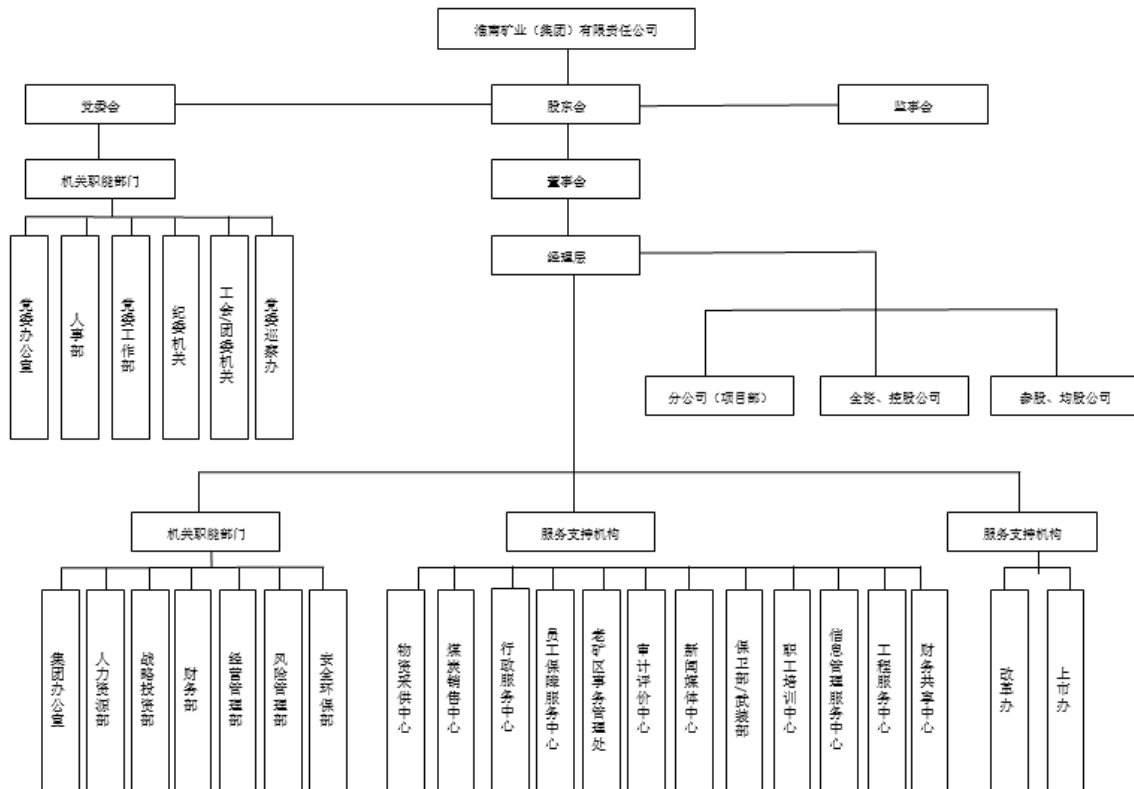 淮南矿业（集团）有限责任公司
党委会
股东会
监事会
机关职能部门
董事会
经理层
党委办公室
人事部
党委工作部
纪委机关
工会/团委机关
党委巡察办
分公司（项目部）
全资、控股公司
参股、均股公司
机关职能部门
服务支持机构
服务支持机构
集团办公室
人力资源部
战略投资部
财务部
经营管理部
风险管理部
安全环保部
物资采供中心
煤炭销售中心
行政服务中心
员工保障服务中心
老矿区事务管理处
审计评价中心
新闻媒体中心
保卫部/武装部
职工培训中心
信息管理服务中心
工程服务中心
财务共享中心
改革办
上市办